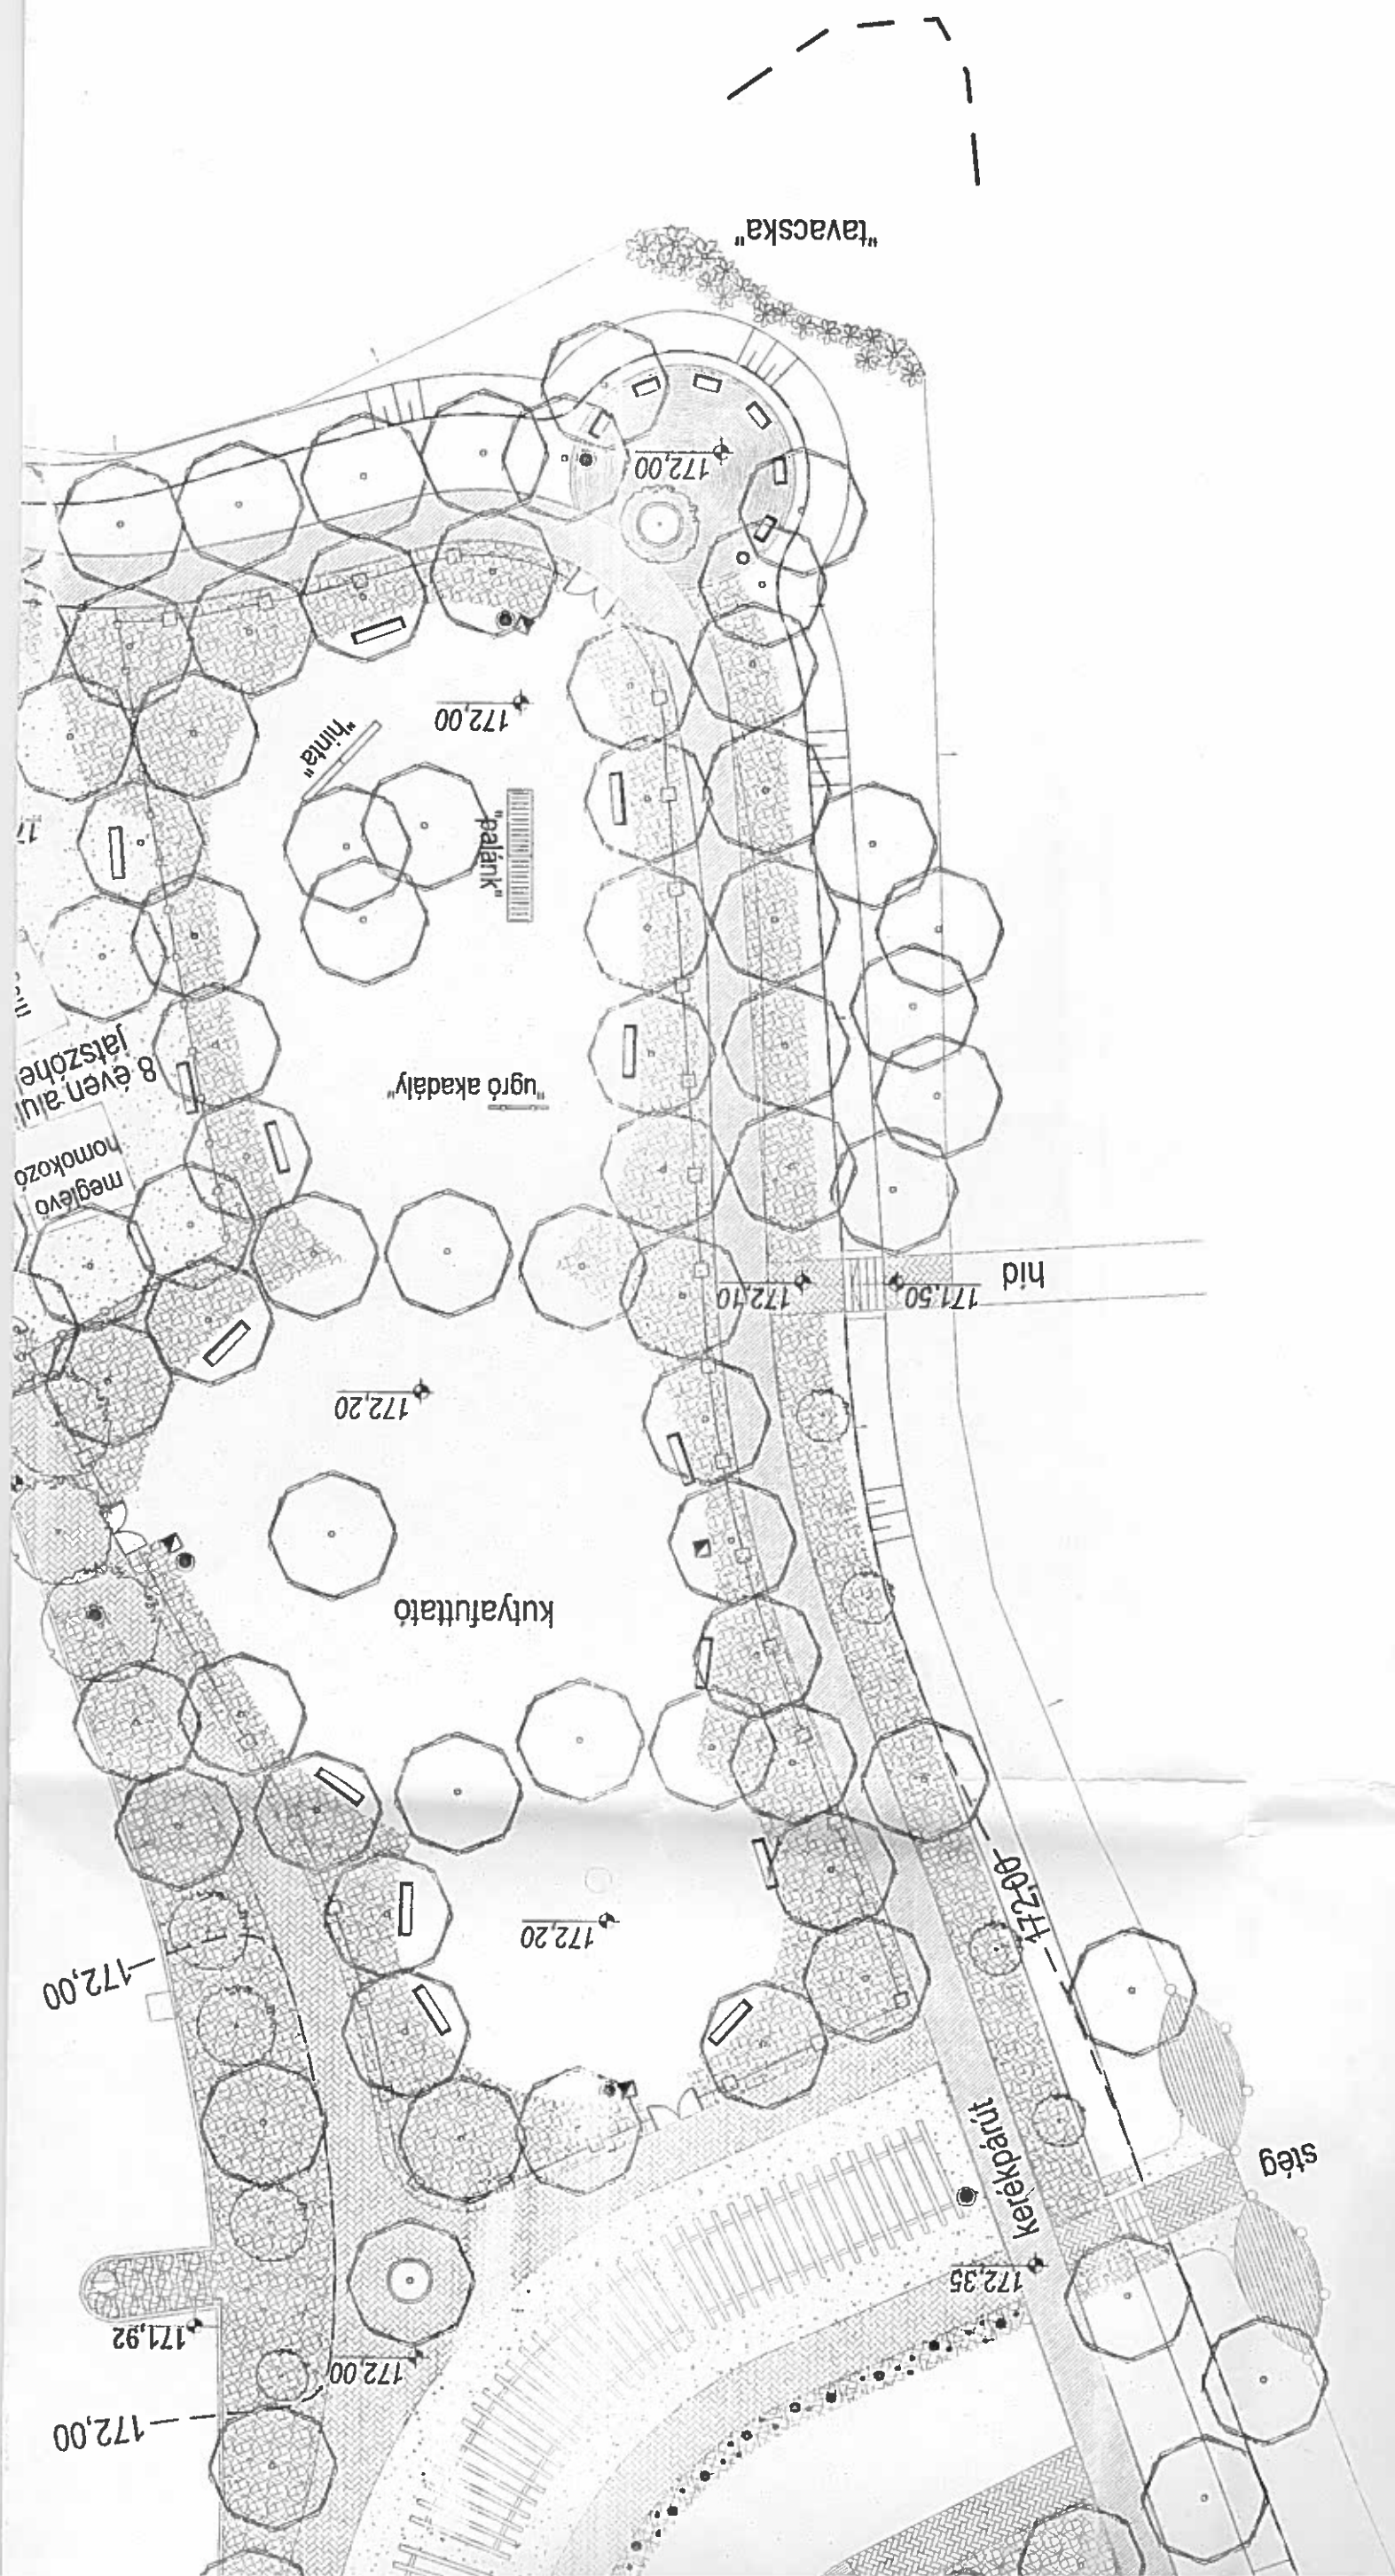 172,00
172,00
171,92
172,35
stég
kerékpárút
172,00
172,20
172,00
kutyafuttató
172,20
171,50
172,10
híd
meglévő
homokozó
8 éven alul
játszóhe
"ugró akadály"
"palánk"
17
"hinta"
172,00
172,00
"tavacska"